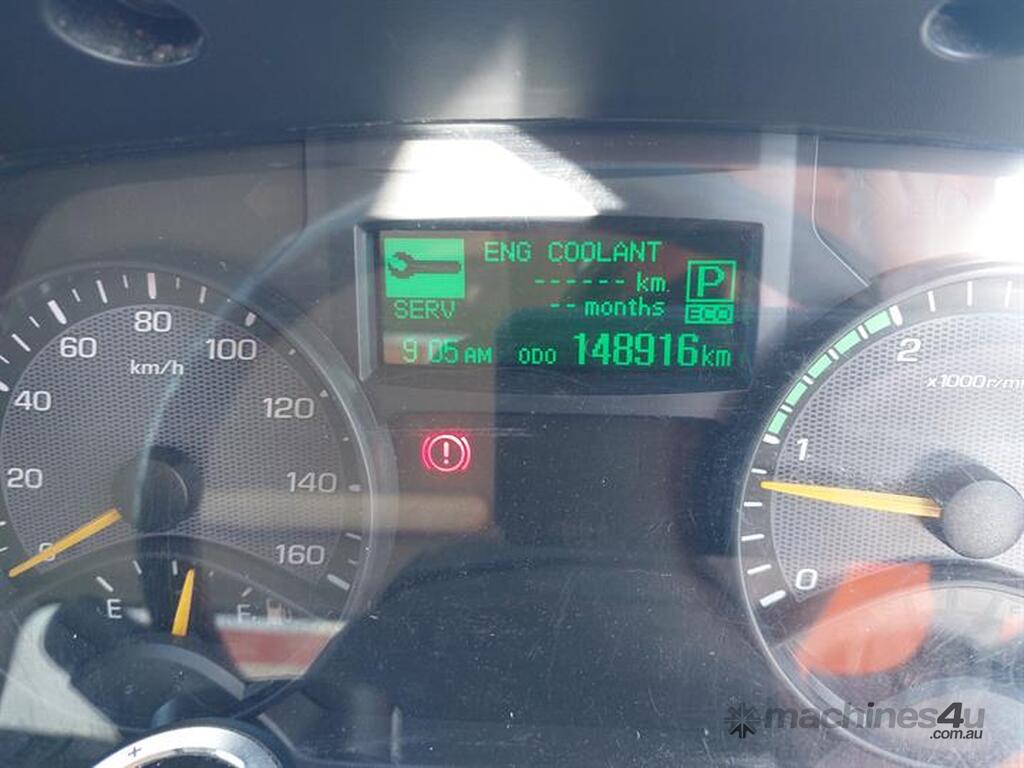 ENG COOLANT
------ km.
SERV
-- months
P
ECO
9 05 AM ODO 148916 km
0
20
40
60
80
100
120
140
160
km/h
E
F
0
1
2
x1000r/min
+
machines4u
.com.au